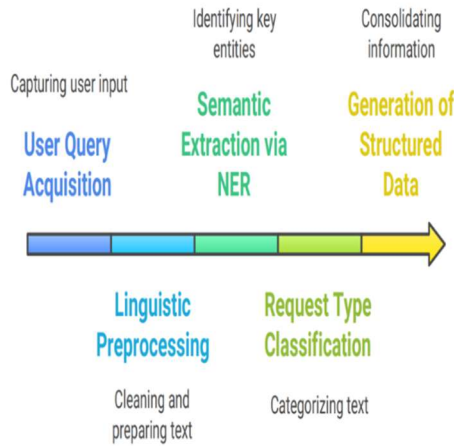 Capturing user input
User Query
Acquisition
Identifying key
entities
Semantic
Extraction via
NER
Consolidating
information
Generation of
Structured
Data
Linguistic
Preprocessing
Cleaning and
preparing text
Request Type
Classification
Categorizing text